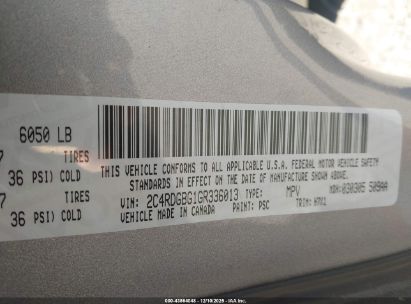 6050 LB
TIRES
36 PSI) COLD
TIRES
36 PSI) COLD
THIS VEHICLE CONFORMS TO ALL APPLICABLE U.S.A. FEDERAL MOTOR VEHICLE SAFETY
STANDARDS IN EFFECT ON THE DATE OF MANUFACTURE SHOWN ABOVE.
VIN: 2C4RDGBG1GR336013 TYPE: MPV
VEHICLE MADE IN CANADA PAINT: PSC TRIM: